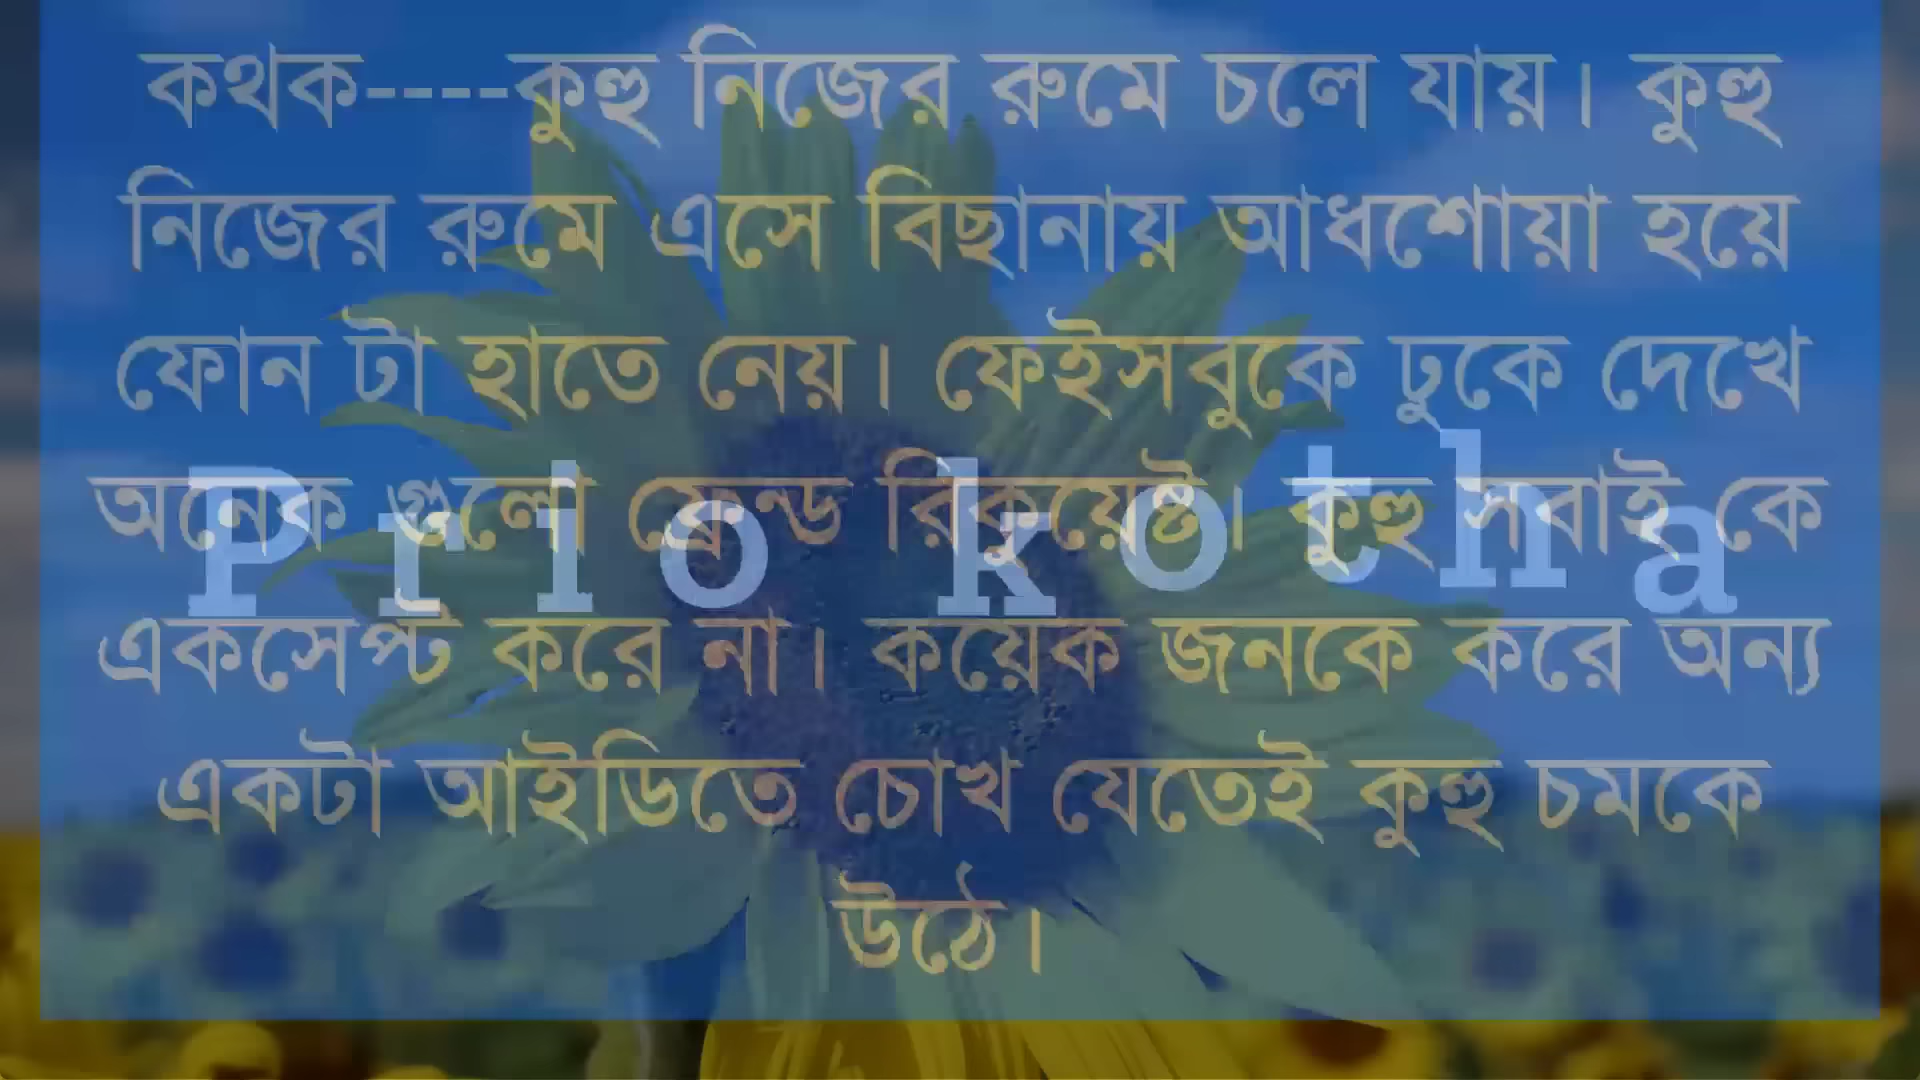 কথক----কুহু নিজের রুমে চলে যায়। কুহু
নিজের রুমে এসে বিছানায় আধশোয়া হয়ে
ফোন টা হাতে নেয়। ফেইসবুকে ঢুকে দেখে
অনেক গুলো ফ্রেন্ড রিকুয়েষ্ট। কুহু সবাই কে
Prio kotha
একসেপ্ট করে না। কয়েক জনকে করে অন্য
একটা আইডিতে চোখ যেতেই কুহু চমকে
উঠে।